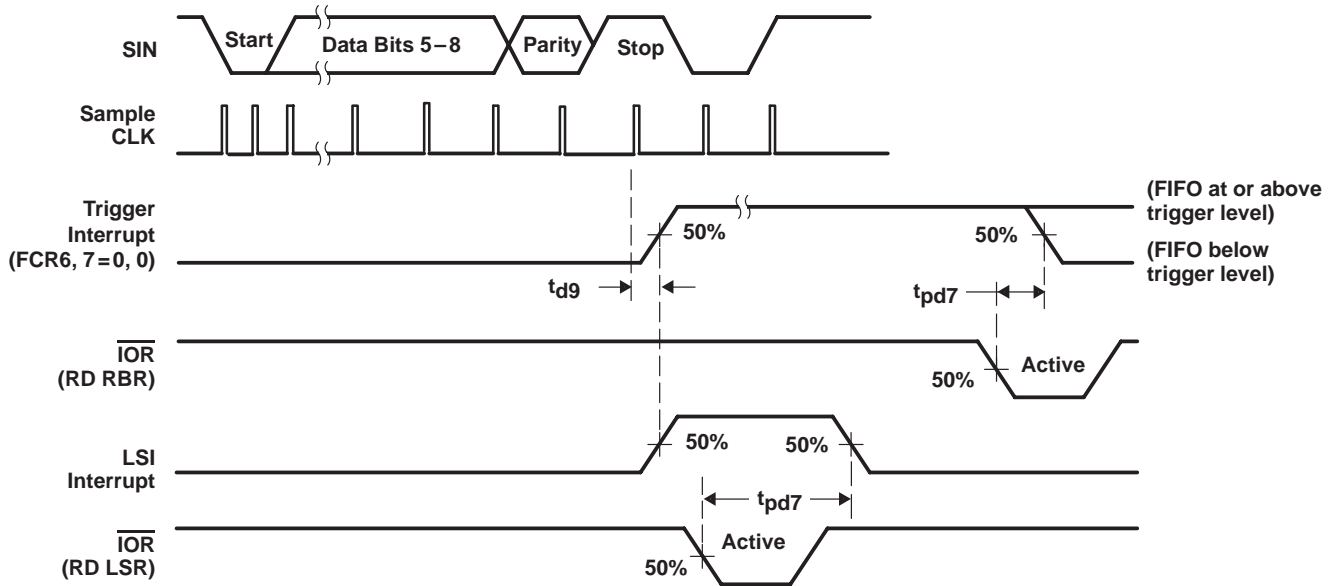 SIN
Start
Data Bits 5–8
Parity
Stop
Sample
CLK
Trigger
Interrupt
(FCR6, 7=0, 0)
50%
50%
(FIFO at or above
trigger level)
(FIFO below
trigger level)
td9
tpd7
IOR
(RD RBR)
50%
Active
LSI
Interrupt
50%
50%
tpd7
IOR
(RD LSR)
50%
Active